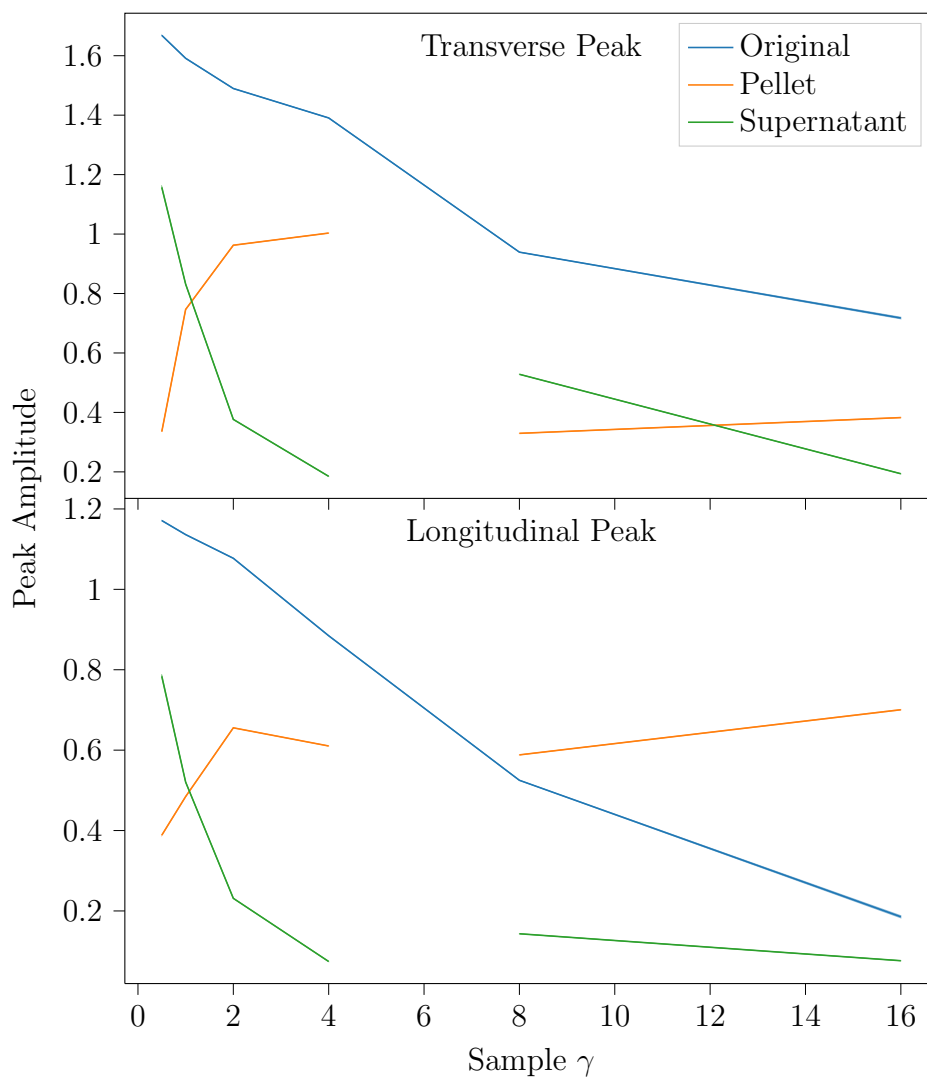 Transverse Peak
Original
Pellet
Supernatant
1.6
1.4
1.2
1
0.8
0.6
0.4
0.2
Peak Amplitude
Longitudinal Peak
1.2
1
0.8
0.6
0.4
0.2
0 2 4 6 8 10 12 14 16
Sample γ